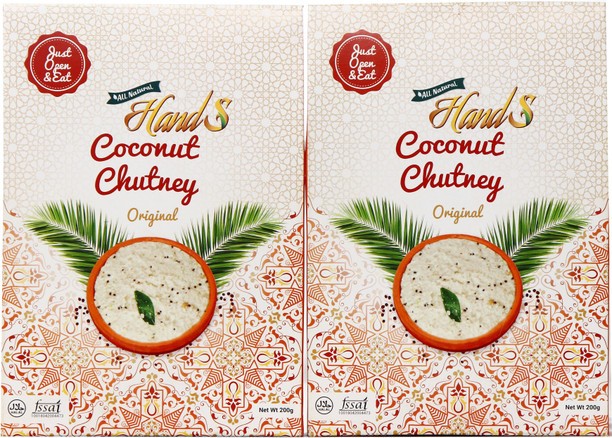 Just
Open
& Eat
All Natural
HandS
Coconut
Chutney
Original
fssai
Net Wt 200g
Just
Open
& Eat
All Natural
HandS
Coconut
Chutney
Original
fssai
Net Wt 200g